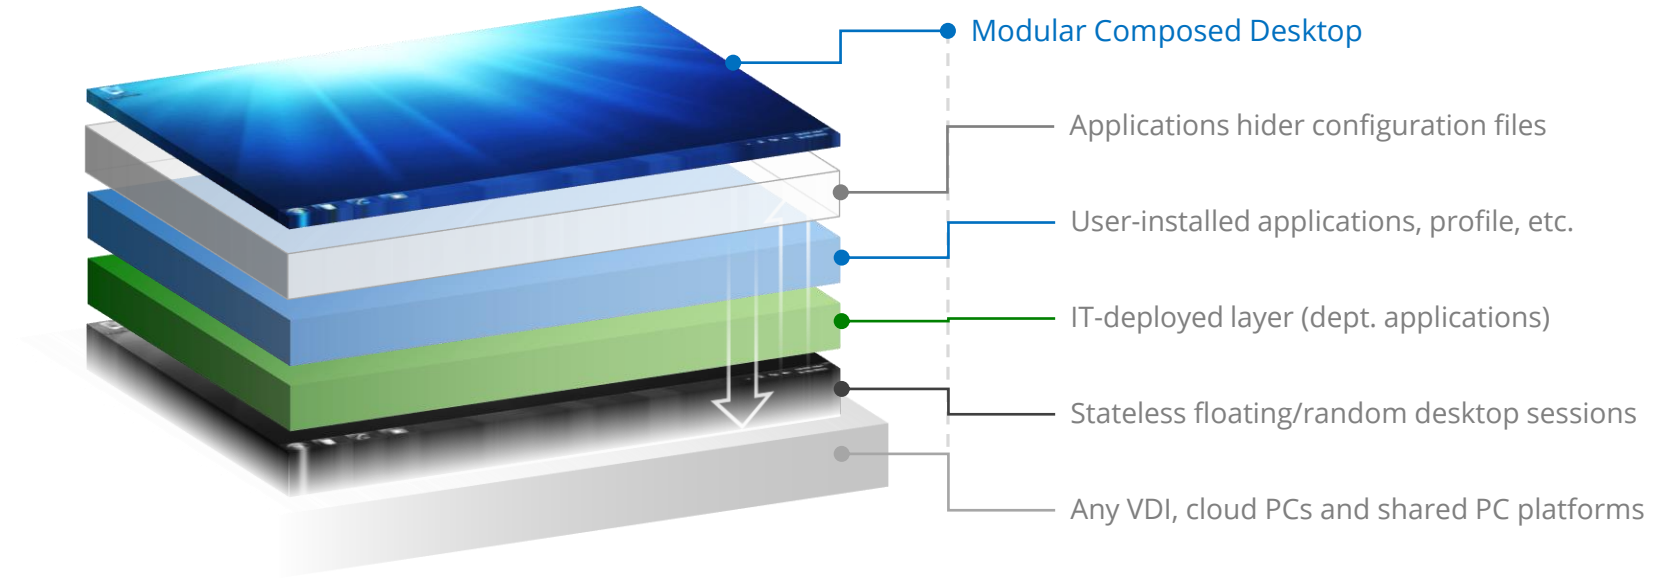 Modular Composed Desktop
Applications hider configuration files
User-installed applications, profile, etc.
IT-deployed layer (dept. applications)
Stateless floating/random desktop sessions
Any VDI, cloud PCs and shared PC platforms